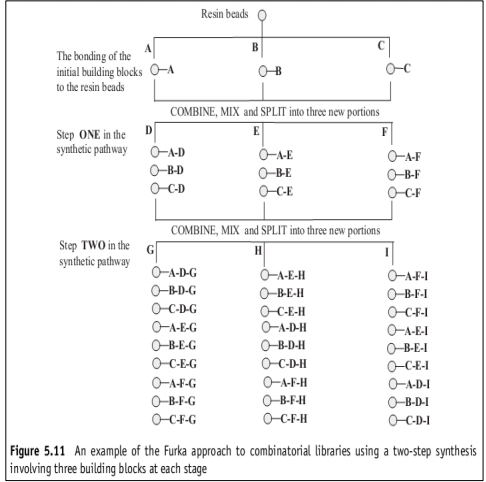 Resin beads
A B C
The bonding of the
initial building blocks
to the resin beads
A B C
COMBINE, MIX and SPLIT into three new portions
Step ONE in the
synthetic pathway
D E F
A-D A-E A-F
B-D B-E B-F
C-D C-E C-F
COMBINE, MIX and SPLIT into three new portions
Step TWO in the
synthetic pathway
G H I
A-D-G A-E-H A-F-I
B-D-G B-E-H B-F-I
C-D-G C-E-H C-F-I
A-E-G A-D-H A-E-I
B-E-G B-D-H B-E-I
C-E-G C-D-H C-E-I
A-F-G A-F-H A-D-I
B-F-G B-F-H B-D-I
C-F-G C-F-H C-D-I
Figure 5.11 An example of the Furka approach to combinatorial libraries using a two-step synthesis
involving three building blocks at each stage